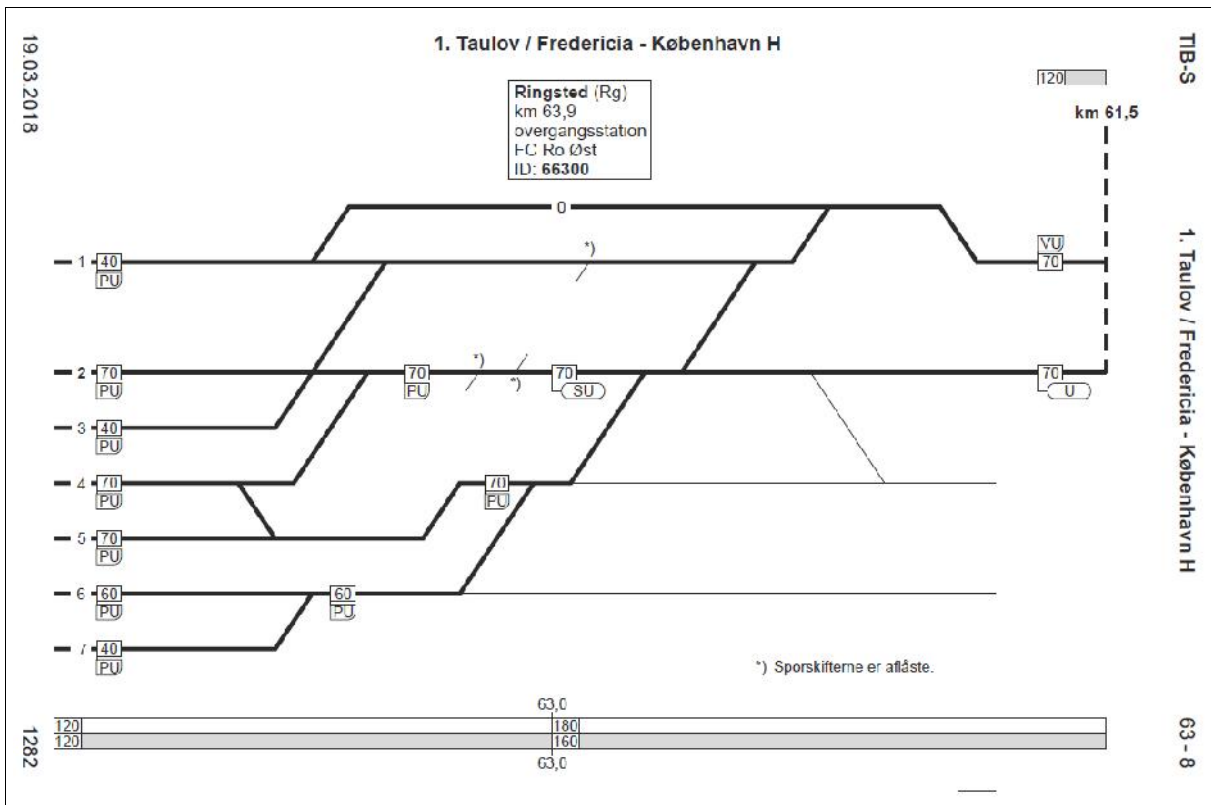 1. Taulov / Fredericia - København H
19.03.2018
TIB-S
120
Ringsted (Rg)
km 63,9
overgangsstation
FC Ro Øst
ID: 66300
km 61,5
0
*)
VU
1 40 70
PU
*)
2 70 70 70 70
PU PU *) SU U
3 40
PU
4 70 70
PU PU
5 70
PU
6 60 60
PU PU
7 40
PU
*) Sporskifterne er aflåste.
1. Taulov / Fredericia - København H
63,0
120 180
120 160
63,0
1282
63 - 8